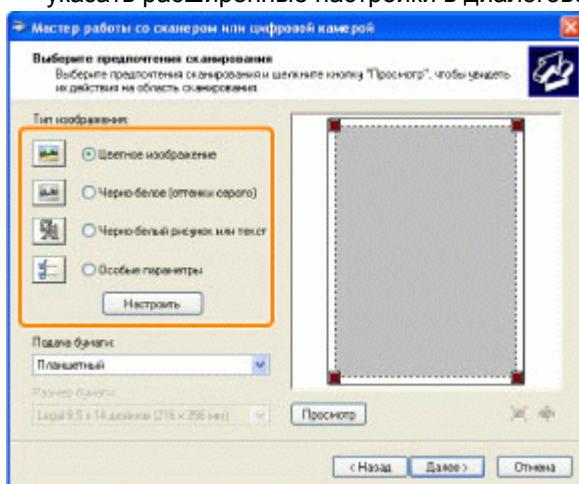 указать расширенные настройки в диалогово
Мастер работы со сканером или цифровой камерой
Выберите предпочтения сканирования
Выберите предпочтения сканирования и щелкните кнопку "Просмотр", чтобы увидеть
их действия на область сканирования.
Тип изображения:
Цветное изображение
Черно-белое (оттенки серого)
Черно-белый рисунок или текст
Особые параметры
Настроить
Подача бумаги:
Планшетный
Размер бумаги:
Legal 8,5 x 14 дюймов (216 x 356 мм)
Просмотр
< Назад
Далее >
Отмена